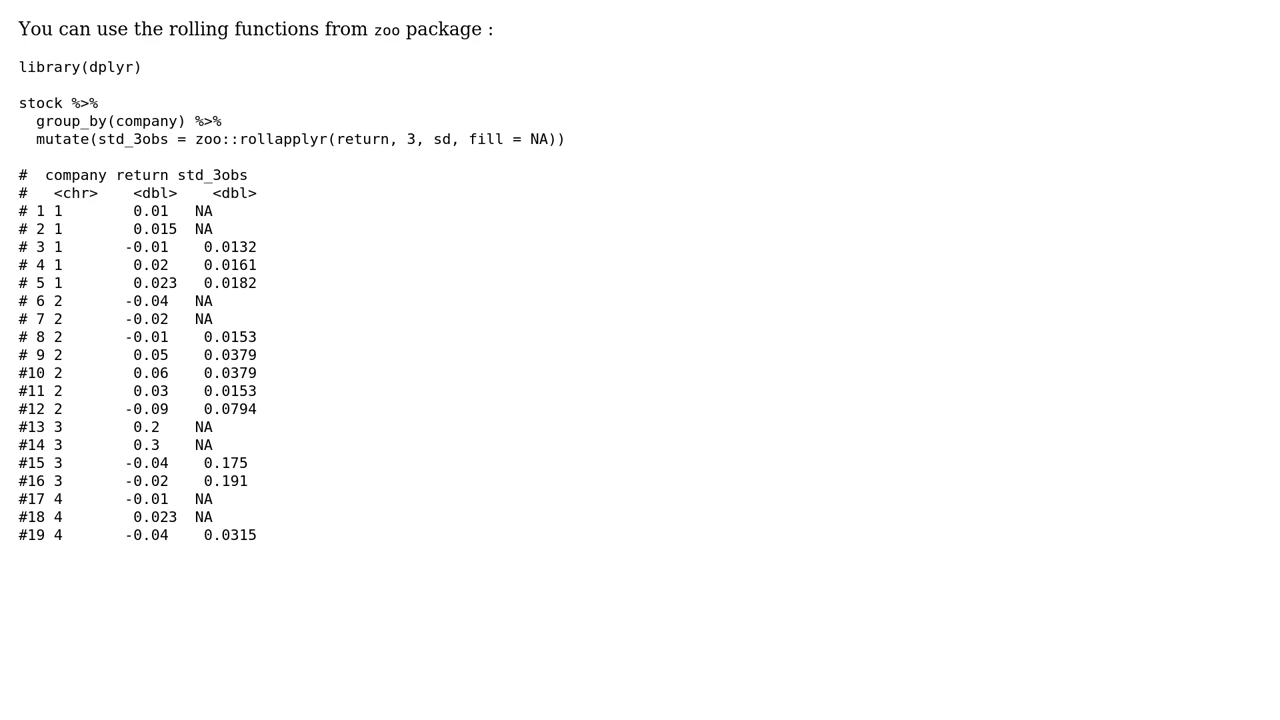 You can use the rolling functions from zoo package :
library(dplyr)
stock %>%
  group_by(company) %>%
  mutate(std_3obs = zoo::rollapplyr(return, 3, sd, fill = NA))
#  company return std_3obs
#   <chr>    <dbl>    <dbl>
# 1 1        0.01   NA
# 2 1        0.015  NA
# 3 1       -0.01    0.0132
# 4 1        0.02    0.0161
# 5 1        0.023   0.0182
# 6 2       -0.04   NA
# 7 2       -0.02   NA
# 8 2       -0.01    0.0153
# 9 2        0.05    0.0379
#10 2        0.06    0.0379
#11 2        0.03    0.0153
#12 2       -0.09    0.0794
#13 3        0.2    NA
#14 3        0.3    NA
#15 3       -0.04    0.175
#16 3       -0.02    0.191
#17 4       -0.01   NA
#18 4        0.023  NA
#19 4       -0.04    0.0315